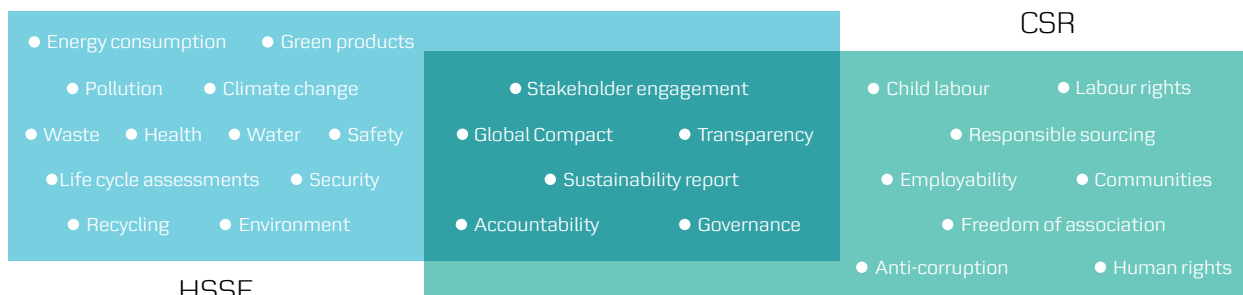 CSR
● Energy consumption ● Green products
● Pollution ● Climate change
● Waste ● Health ● Water ● Safety
●Life cycle assessments ● Security
● Recycling ● Environment
HSSE
● Stakeholder engagement
● Global Compact ● Transparency
● Sustainability report
● Accountability ● Governance
● Child labour ● Labour rights
● Responsible sourcing
● Employability ● Communities
● Freedom of association
● Anti-corruption ● Human rights